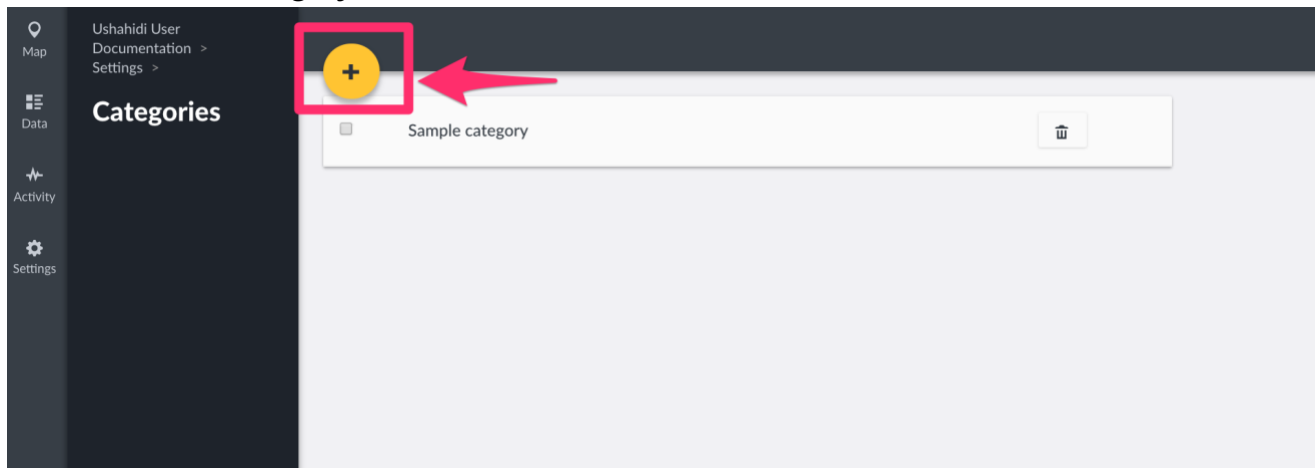 Map
Data
Activity
Settings
Ushahidi User
Documentation >
Settings >
Categories
+
Sample category